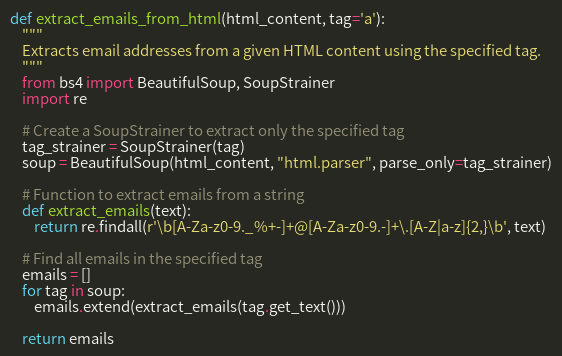 def extract_emails_from_html(html_content, tag='a'):
    """
    Extracts email addresses from a given HTML content using the specified tag.
    """
    from bs4 import BeautifulSoup, SoupStrainer
    import re

    # Create a SoupStrainer to extract only the specified tag
    tag_strainer = SoupStrainer(tag)
    soup = BeautifulSoup(html_content, "html.parser", parse_only=tag_strainer)

    # Function to extract emails from a string
    def extract_emails(text):
        return re.findall(r'\b[A-Za-z0-9._%+-]+@[A-Za-z0-9.-]+\.[A-Z|a-z]{2,}\b', text)

    # Find all emails in the specified tag
    emails = []
    for tag in soup:
        emails.extend(extract_emails(tag.get_text()))

    return emails